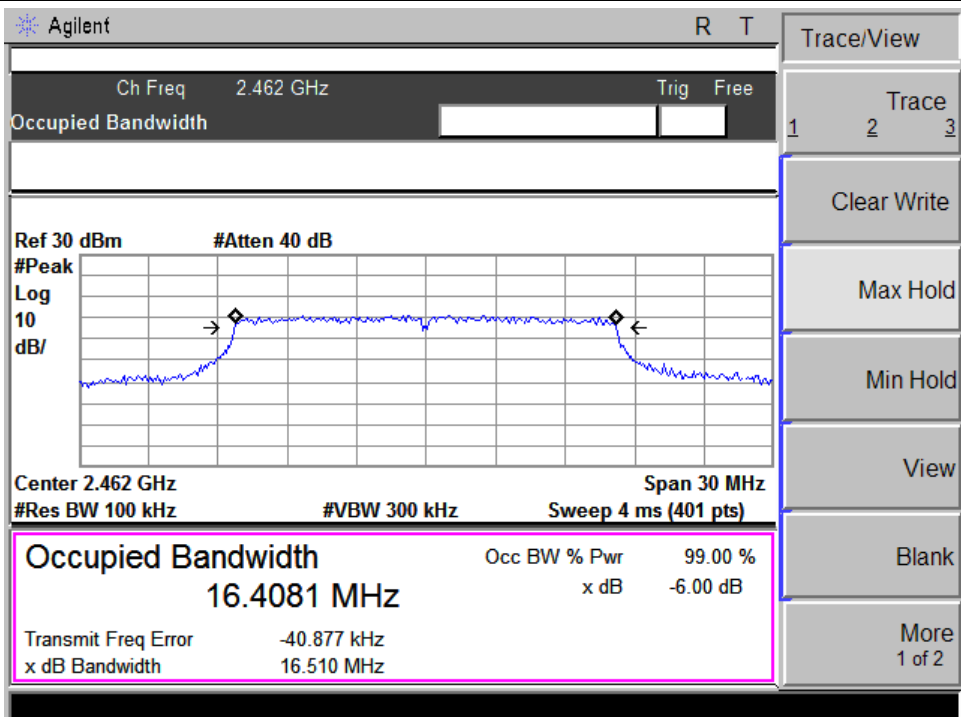 Agilent R T
Ch Freq 2.462 GHz Trig Free
Occupied Bandwidth
Ref 30 dBm #Atten 40 dB
#Peak
Log
10
dB/
Center 2.462 GHz Span 30 MHz
#Res BW 100 kHz #VBW 300 kHz Sweep 4 ms (401 pts)
Occupied Bandwidth Occ BW % Pwr 99.00 %
16.4081 MHz x dB -6.00 dB
Transmit Freq Error -40.877 kHz
x dB Bandwidth 16.510 MHz
Trace/View
Trace
1 2 3
Clear Write
Max Hold
Min Hold
View
Blank
More
1 of 2